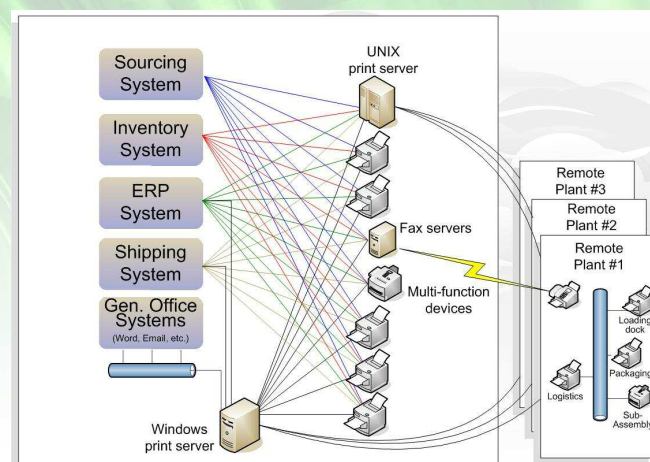 Sourcing
System
Inventory
System
ERP
System
Shipping
System
Gen. Office
Systems
(Word, Email, etc.)
Windows
print server
UNIX
print server
Fax servers
Multi-function
devices
Remote
Plant #3
Remote
Plant #2
Remote
Plant #1
Loading
dock
Packaging
Logistics
Sub-
Assembly